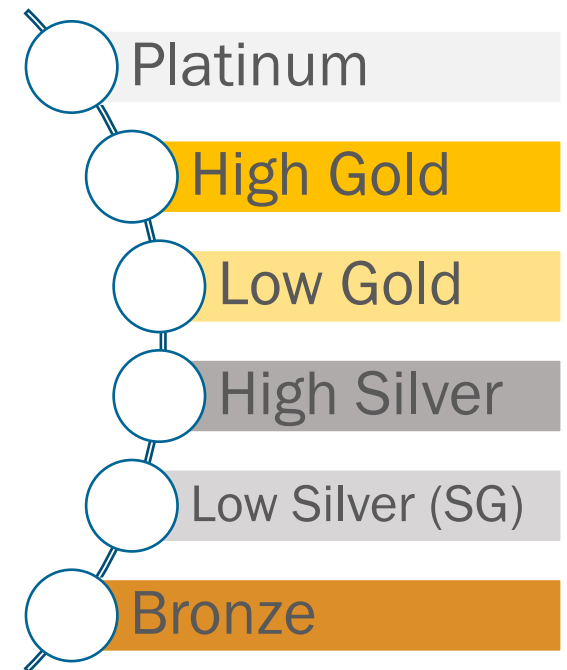 Platinum
High Gold
Low Gold
High Silver
Low Silver (SG)
Bronze